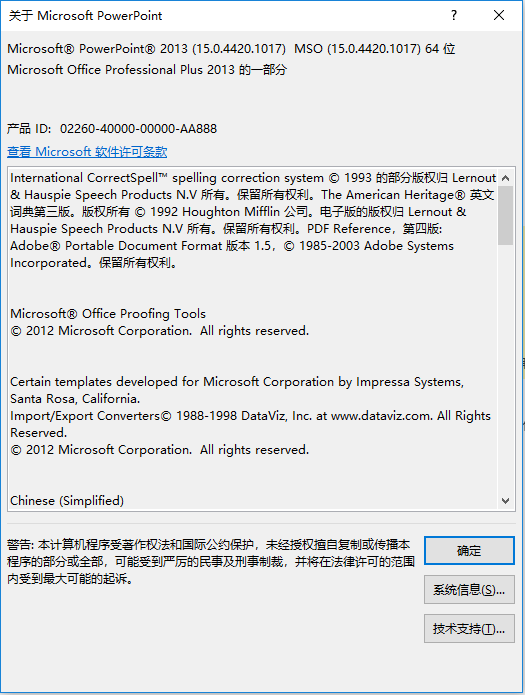 关于 Microsoft PowerPoint
Microsoft® PowerPoint® 2013 (15.0.4420.1017)  MSO (15.0.4420.1017) 64 位
Microsoft Office Professional Plus 2013 的一部分
产品 ID:  02260-40000-00000-AA888
查看 Microsoft 软件许可条款
International CorrectSpell™ spelling correction system © 1993 的部分版权归 Lernout
& Hauspie Speech Products N.V 所有。保留所有权利。The American Heritage® 英文
词典第三版。版权所有 © 1992 Houghton Mifflin 公司。电子版的版权归 Lernout &
Hauspie Speech Products N.V 所有。保留所有权利。PDF Reference，第四版:
Adobe® Portable Document Format 版本 1.5，© 1985-2003 Adobe Systems
Incorporated。保留所有权利。
Microsoft® Office Proofing Tools
© 2012 Microsoft Corporation.  All rights reserved.
Certain templates developed for Microsoft Corporation by Impressa Systems,
Santa Rosa, California.
Import/Export Converters© 1988-1998 DataViz, Inc. at www.dataviz.com. All Rights
Reserved.
© 2012 Microsoft Corporation.  All rights reserved.
Chinese (Simplified)
警告: 本计算机程序受著作权法和国际公约保护，未经授权擅自复制或传播本
程序的部分或全部，可能受到严厉的民事及刑事制裁，并将在法律许可的范围
内受到最大可能的起诉。
确定
系统信息(S)...
技术支持(T)...